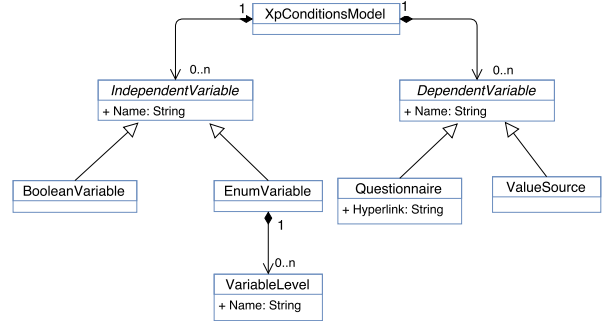 1
XpConditionsModel
1
0..n
0..n
IndependentVariable
+ Name: String
DependentVariable
+ Name: String
BooleanVariable
EnumVariable
Questionnaire
+ Hyperlink: String
ValueSource
1
0..n
VariableLevel
+ Name: String